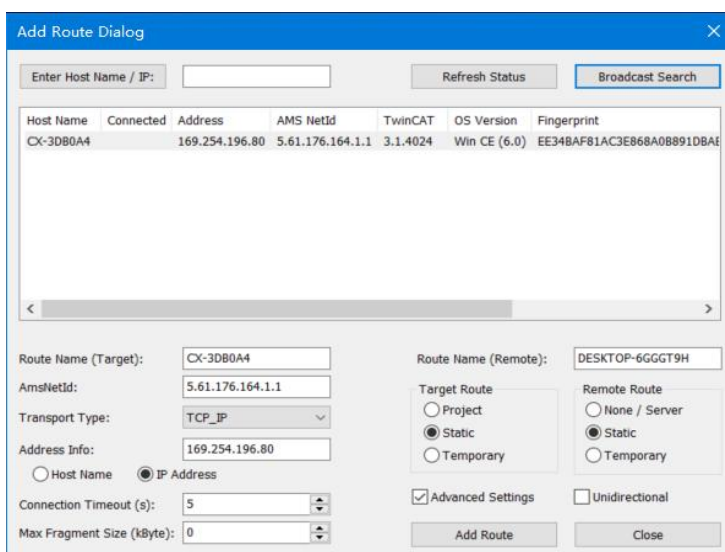 Add Route Dialog
Enter Host Name / IP: Refresh Status Broadcast Search
Host Name Connected Address AMS NetId TwinCAT OS Version Fingerprint
CX-3DB0A4 169.254.196.80 5.61.176.164.1.1 3.1.4024 Win CE (6.0) EE34BAF81AC3E868A0B891DBAE
Route Name (Target): CX-3DB0A4 Route Name (Remote): DESKTOP-6GGGT9H
AmsNetId: 5.61.176.164.1.1 Target Route Remote Route
Transport Type: TCP_IP Project None / Server
Address Info: 169.254.196.80 Static Static
Host Name IP Address Temporary Temporary
Connection Timeout (s): 5 Advanced Settings Unidirectional
Max Fragment Size (kByte): 0 Add Route Close